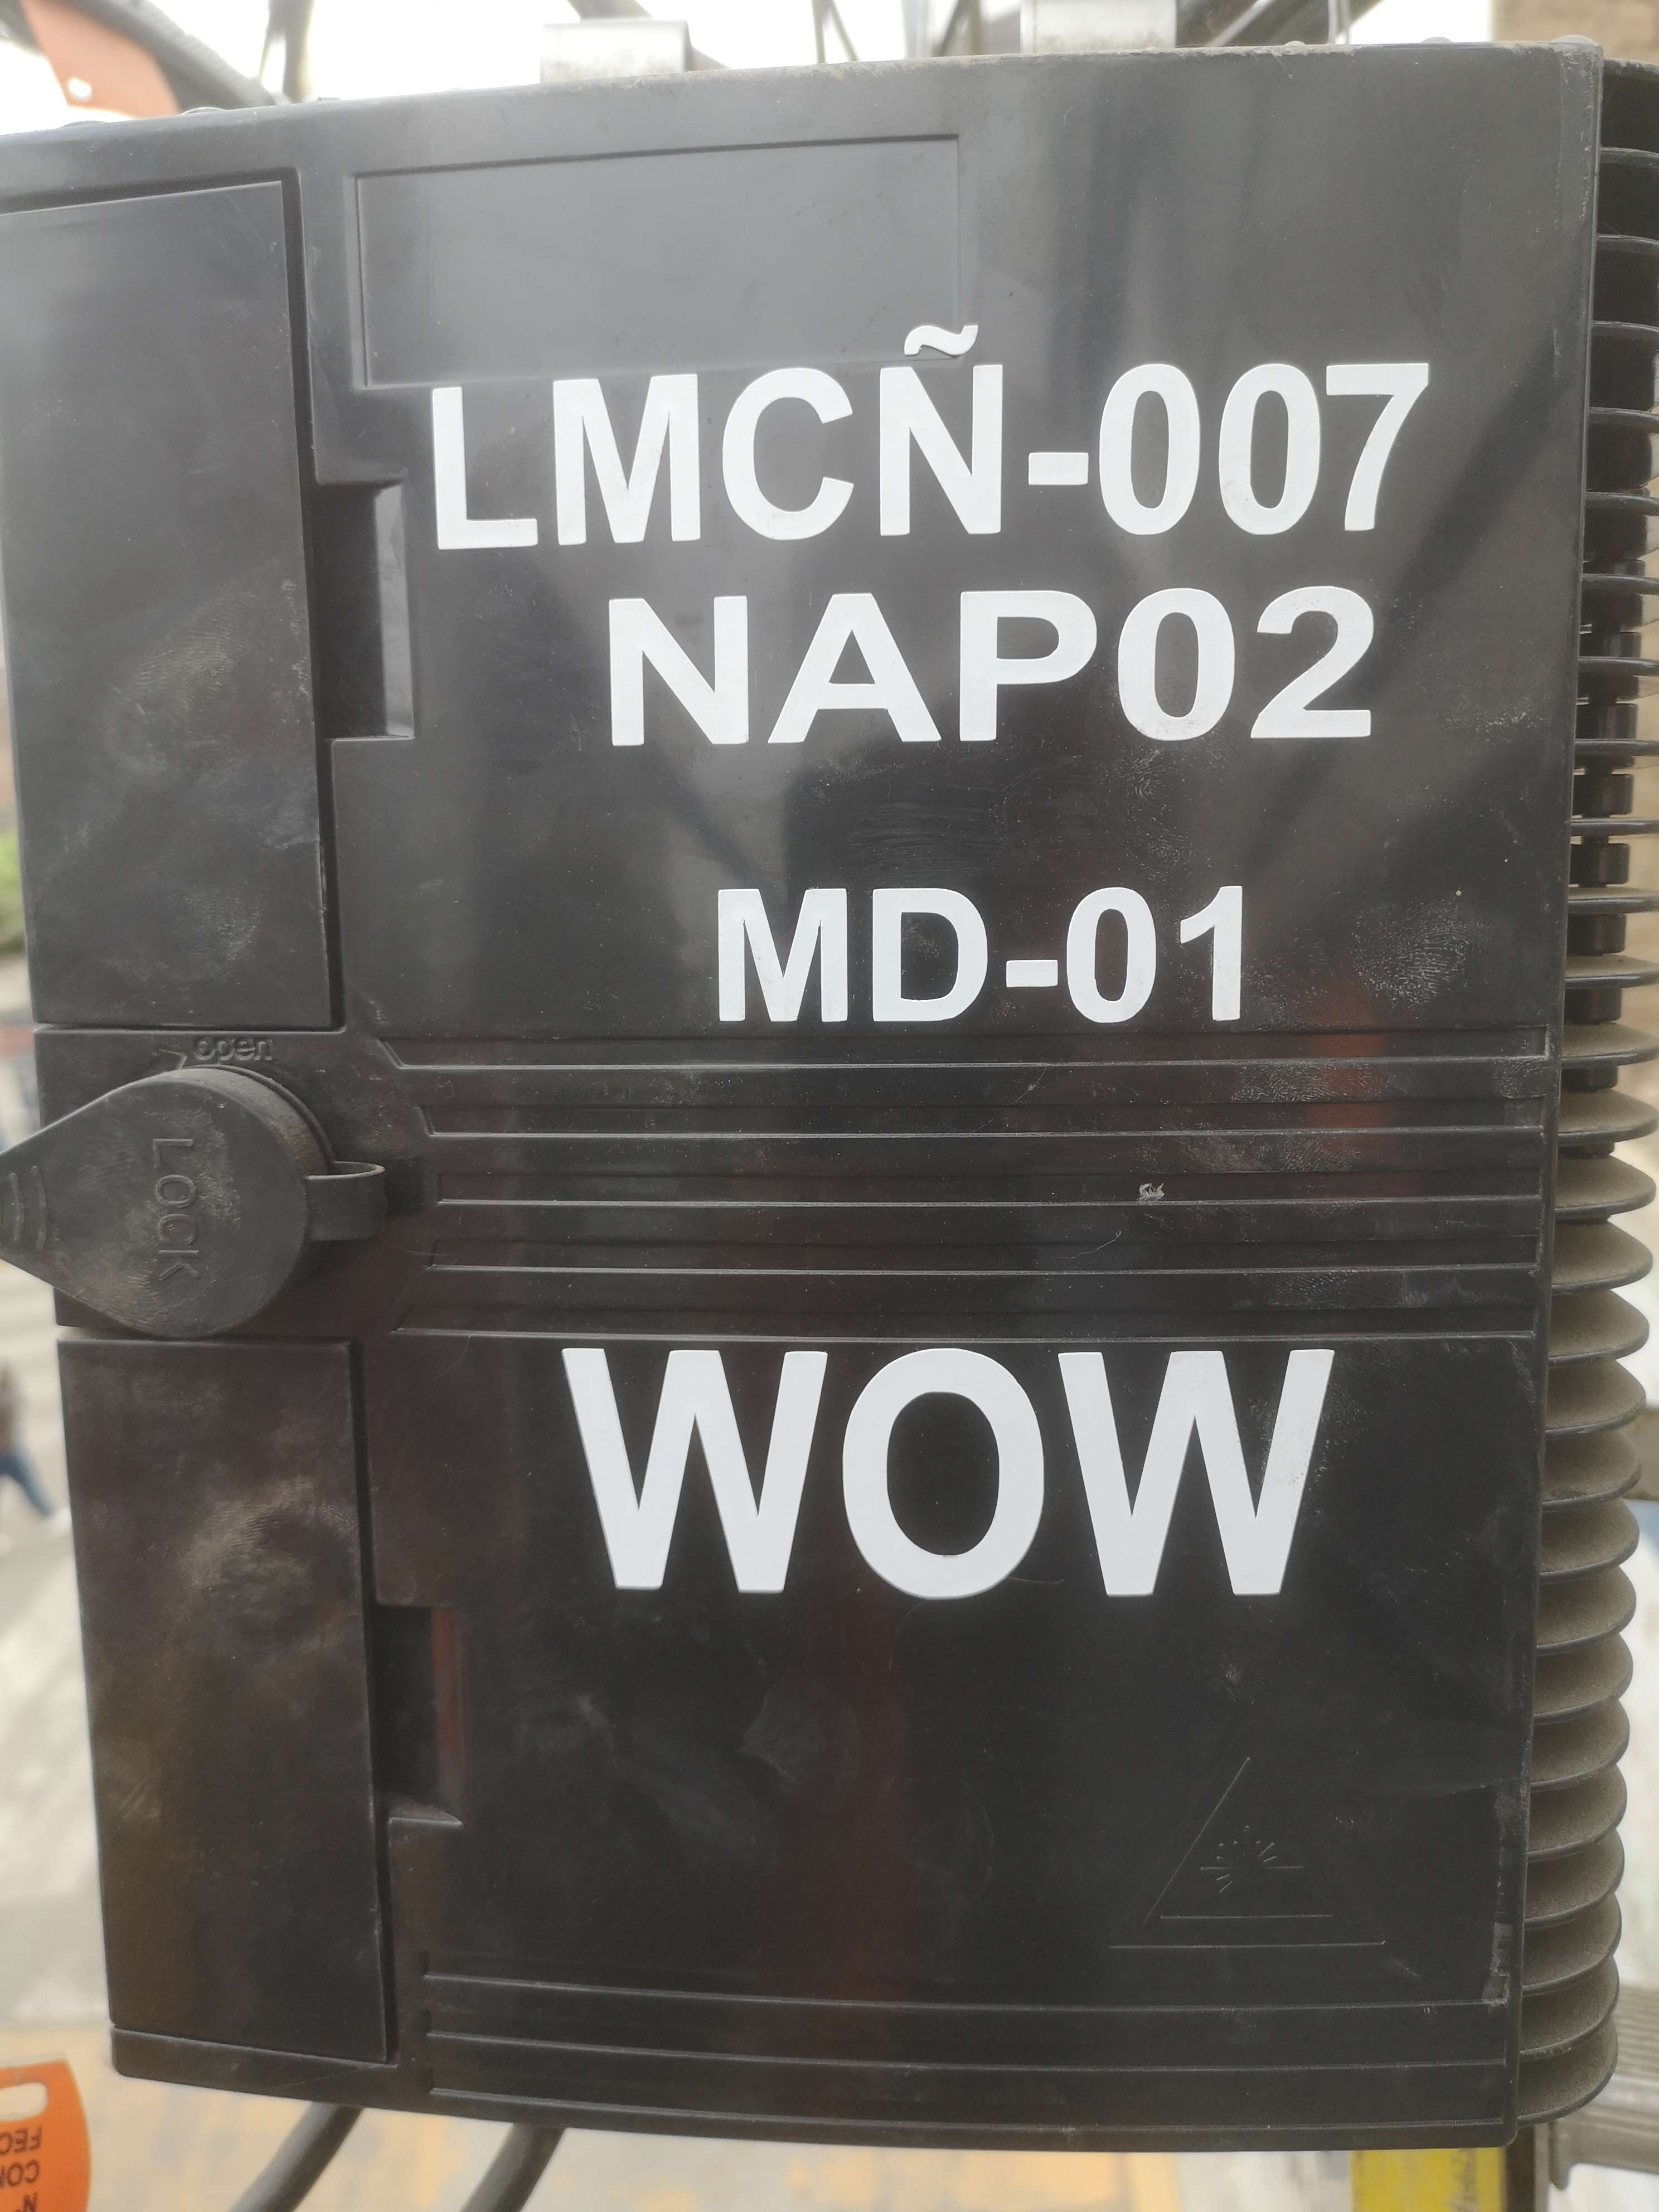 LMCÑ-007
NAP02
MD-01
open
LOCK
WOW